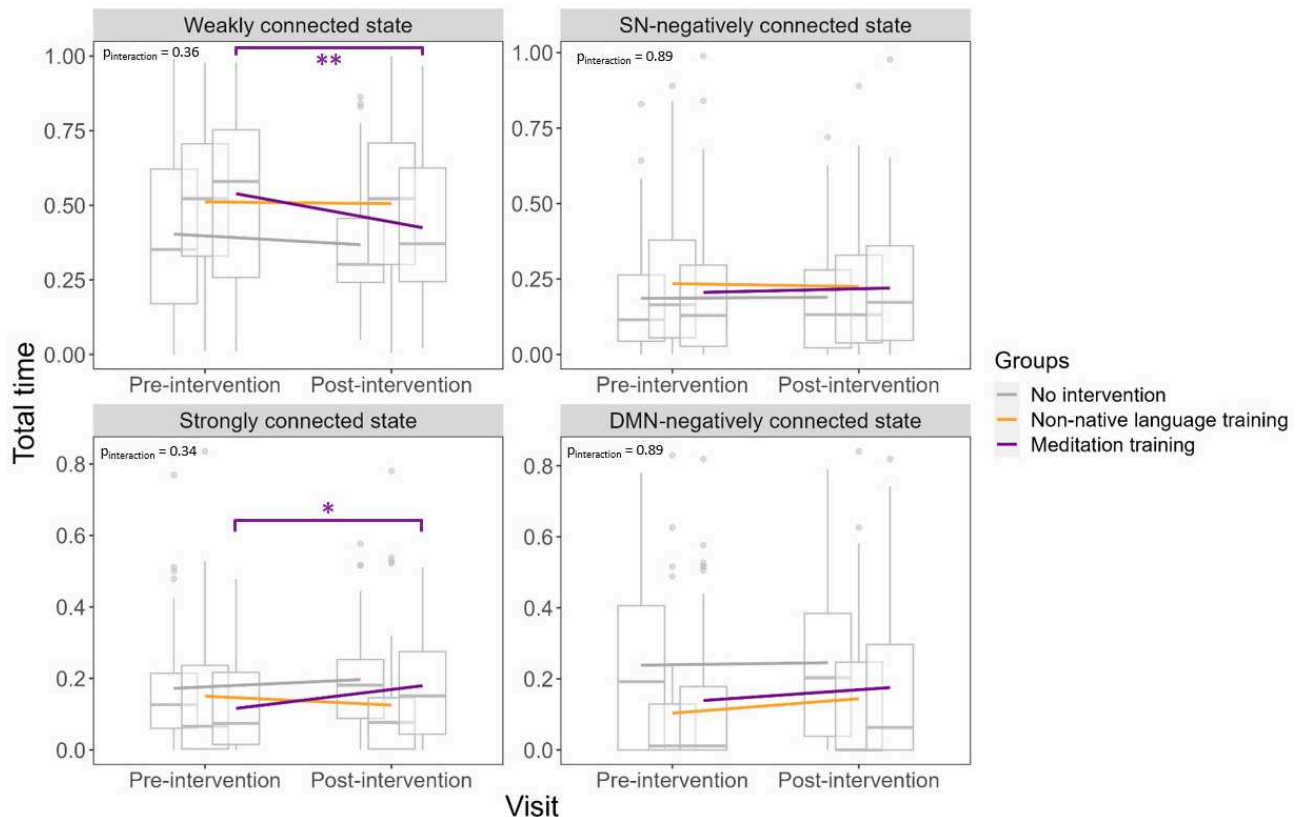 Weakly connected state
SN-negatively connected state
p interaction = 0.36
**
p interaction = 0.89
1.00
0.75
0.50
0.25
0.00
1.00
0.75
0.50
0.25
0.00
Pre-intervention Post-intervention
Pre-intervention Post-intervention
Strongly connected state
DMN-negatively connected state
p interaction = 0.34
*
p interaction = 0.89
0.8
0.6
0.4
0.2
0.0
0.8
0.6
0.4
0.2
0.0
Pre-intervention Post-intervention
Pre-intervention Post-intervention
Total time
Visit
Groups
No intervention
Non-native language training
Meditation training